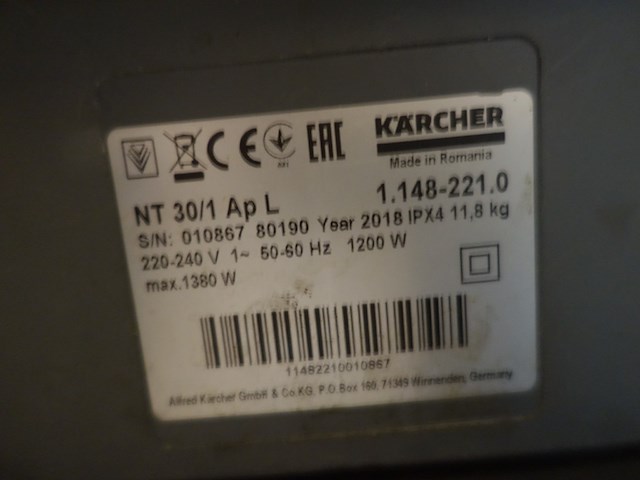 CE EAC KÄRCHER
Made in Romania
NT 30/1 Ap L 1.148-221.0
S/N: 010867 80190 Year 2018 IPX4 11,8 kg
220-240 V 1~ 50-60 Hz 1200 W
max.1380 W
11482210010867
Alfred Kärcher GmbH & Co.KG. P.O.Box 160, 71349 Winnenden, Germany